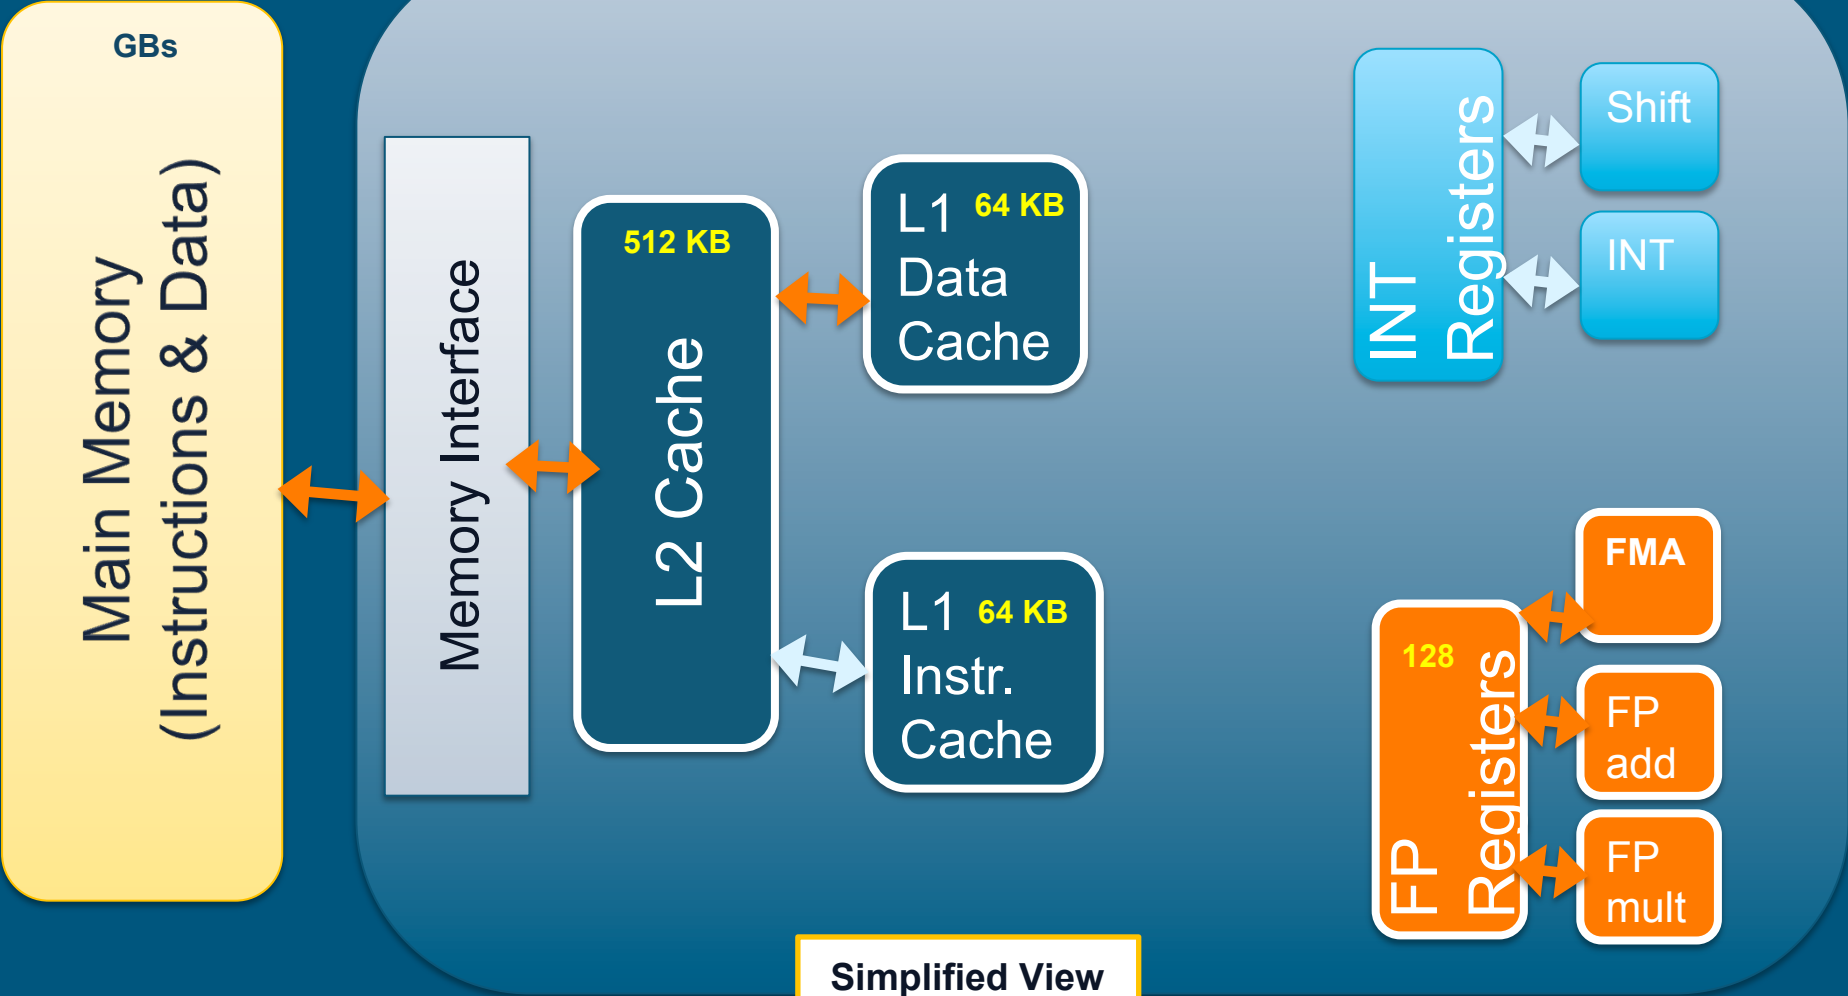 GBs
Main Memory
(Instructions & Data)
Memory Interface
512 KB
L2 Cache
L1 64 KB
Data
Cache
L1 64 KB
Instr.
Cache
INT
Registers
Shift
INT
128
FP
Registers
FMA
FP
add
FP
mult
Simplified View